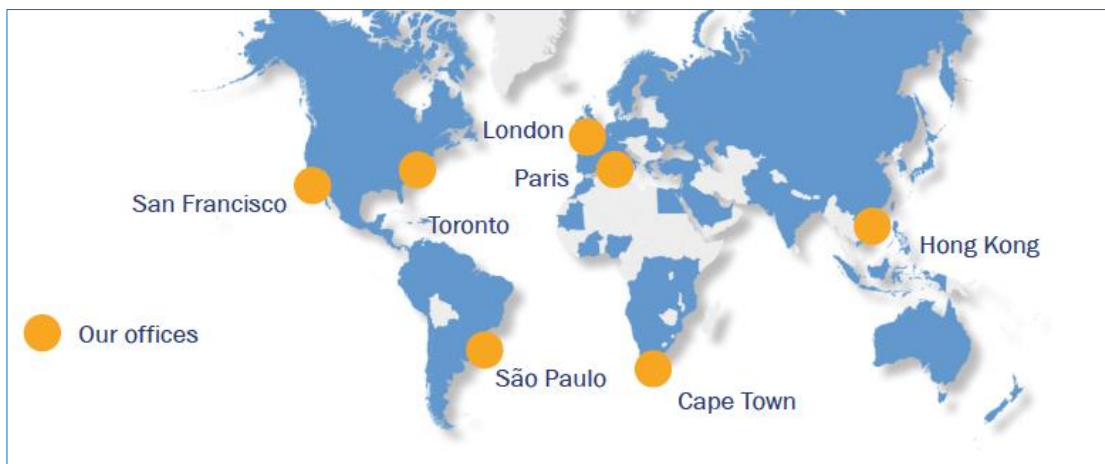 London
Paris
San Francisco
Toronto
Hong Kong
Our offices
São Paulo
Cape Town